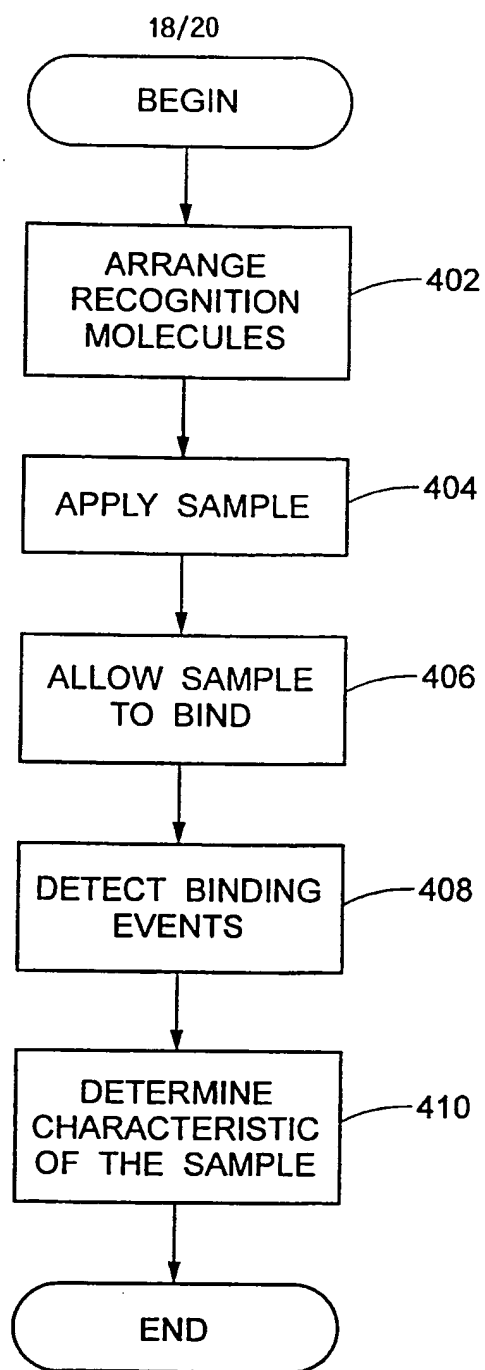 18/20
BEGIN
ARRANGE
RECOGNITION
MOLECULES
402
APPLY SAMPLE
404
ALLOW SAMPLE
TO BIND
406
DETECT BINDING
EVENTS
408
DETERMINE
CHARACTERISTIC
OF THE SAMPLE
410
END